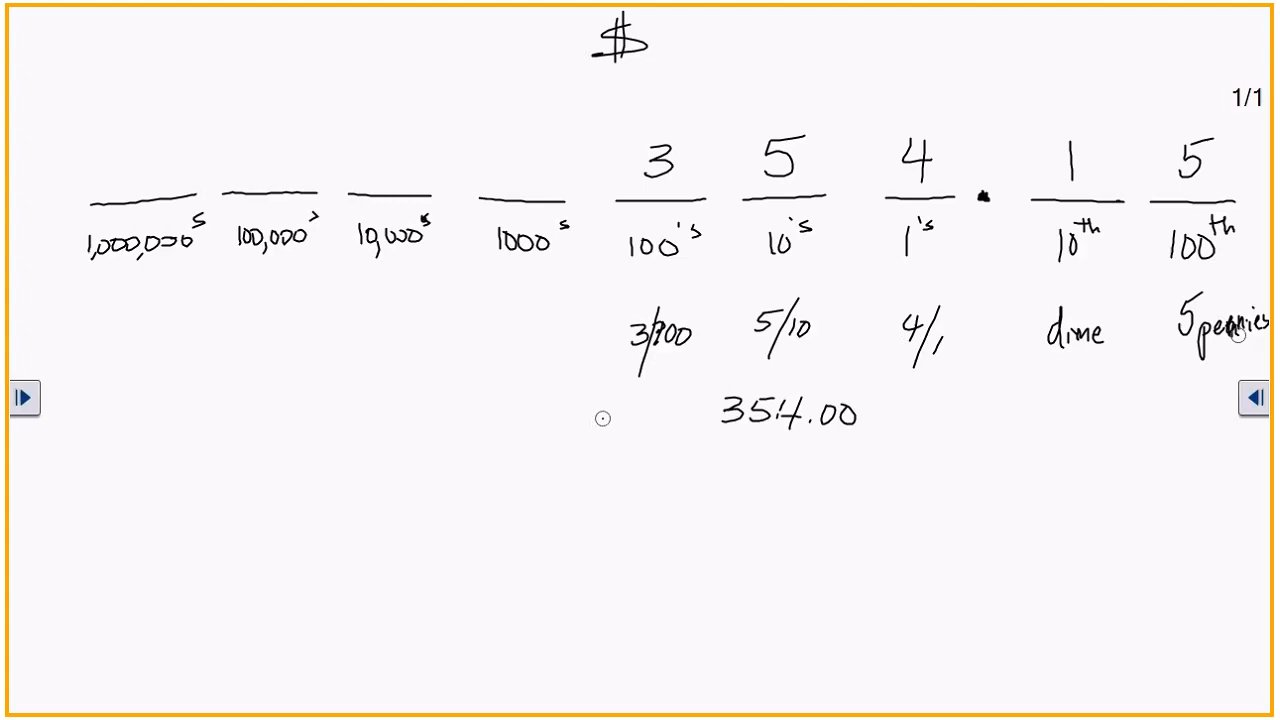 $
1/1
3 5 4 . 1 5
1,000,000s 100,000s 10,000s 1000s 100's 10's 1's 10th 100th
3/100 5/10 4/1 dime 5 pennies
354.00